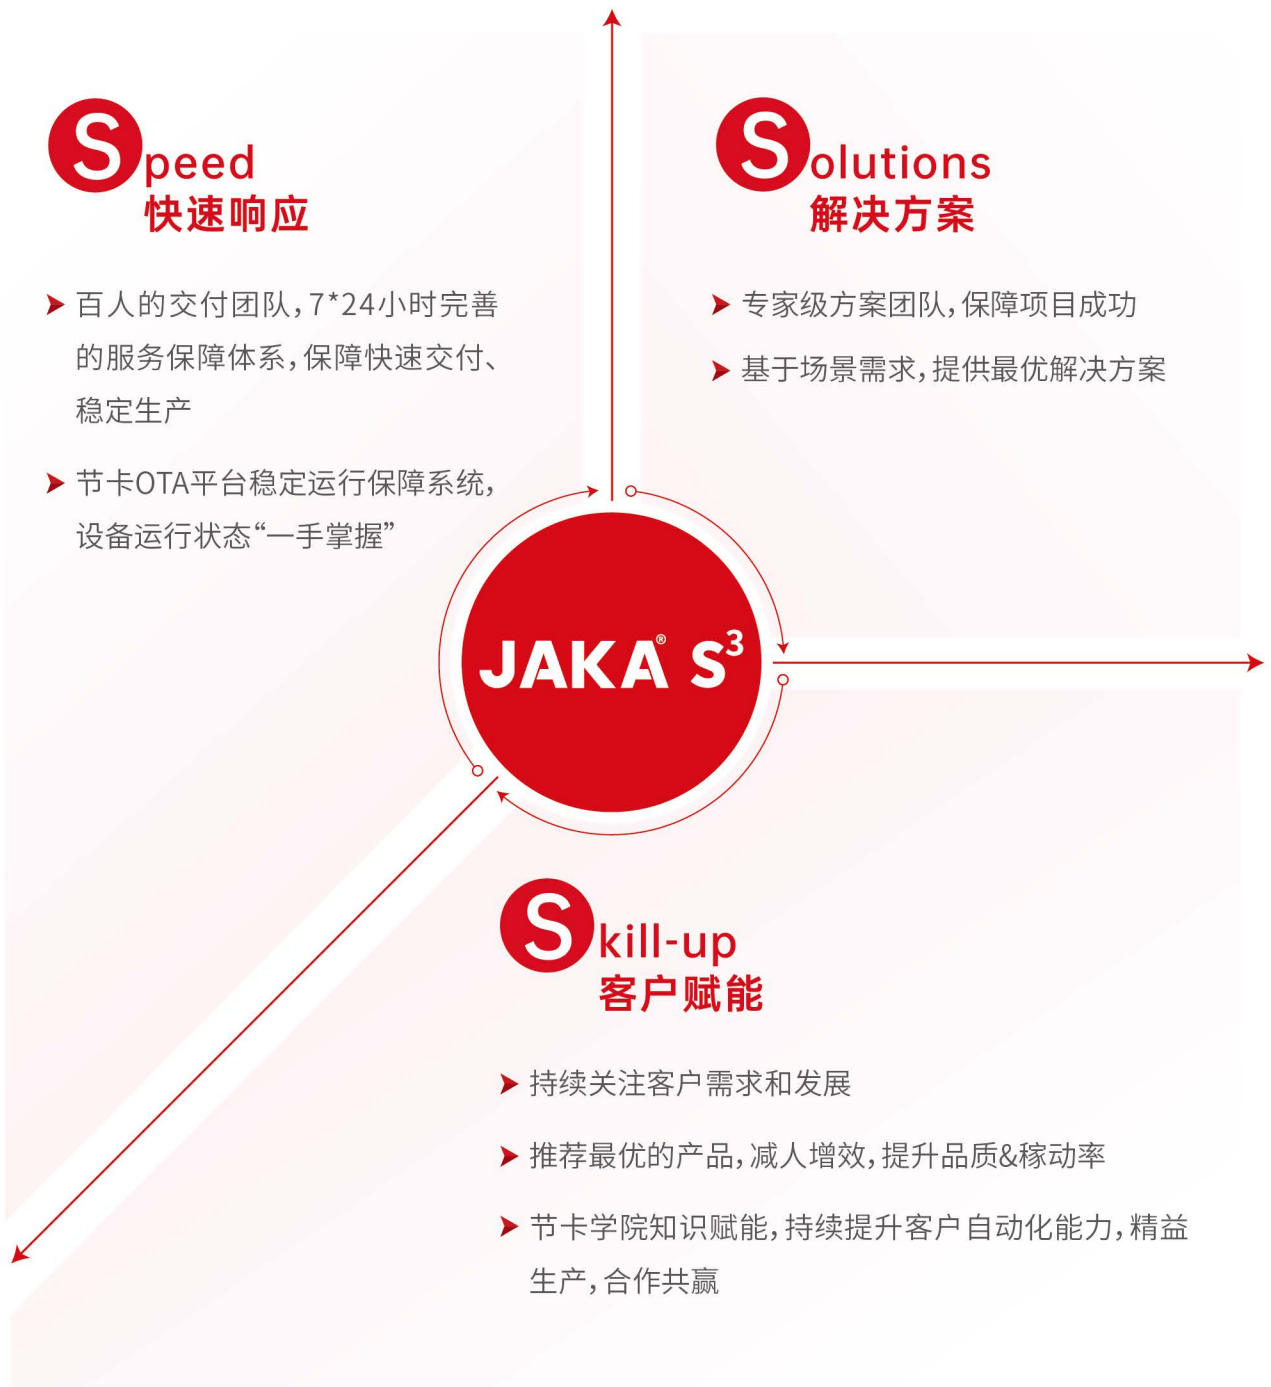 Speed
快速响应
百人的交付团队,7*24小时完善
的服务保障体系,保障快速交付、
稳定生产
节卡OTA平台稳定运行保障系统,
设备运行状态“一手掌握”
Solutions
解决方案
专家级方案团队,保障项目成功
基于场景需求,提供最优解决方案
JAKA® S³
Skill-up
客户赋能
持续关注客户需求和发展
推荐最优的产品,减人增效,提升品质&稼动率
节卡学院知识赋能,持续提升客户自动化能力,精益
生产,合作共赢